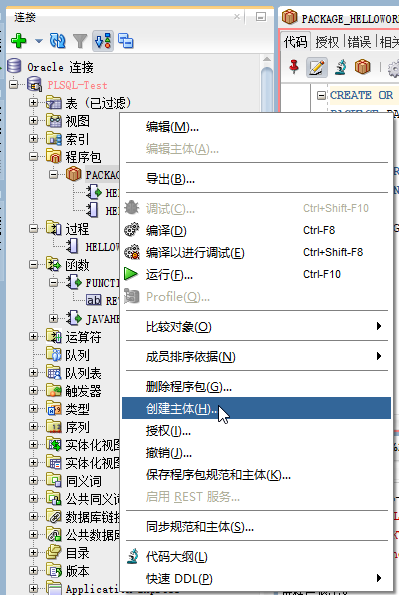 连接
Oracle 连接
PLSQL-Test
表 (已过滤)
视图
索引
程序包
PACKAG
HE
HE
过程
HELLOW
函数
FUNCTI
RE
JAVAHE
运算符
队列
队列表
触发器
类型
序列
实体化视图
实体化视图
同义词
公共同义词
数据库链接
公共数据库
目录
版本
Application Express
编辑(M)...
编辑主体(A)...
导出(B)...
调试(C)... Ctrl+Shift-F10
编译(D) Ctrl-F8
编译以进行调试(E) Ctrl+Shift-F8
运行(F)... Ctrl-F10
Profile(Q)...
比较对象(O)
成员排序依据(N)
删除程序包(G)...
创建主体(H)...
授权(I)...
撤销(J)...
保存程序包规范和主体(K)...
启用 REST 服务...
同步规范和主体(S)...
代码大纲(L)
快速 DDL(P)
PACKAGE_HELLOWOR
代码 授权 错误 相关
CREATE OR